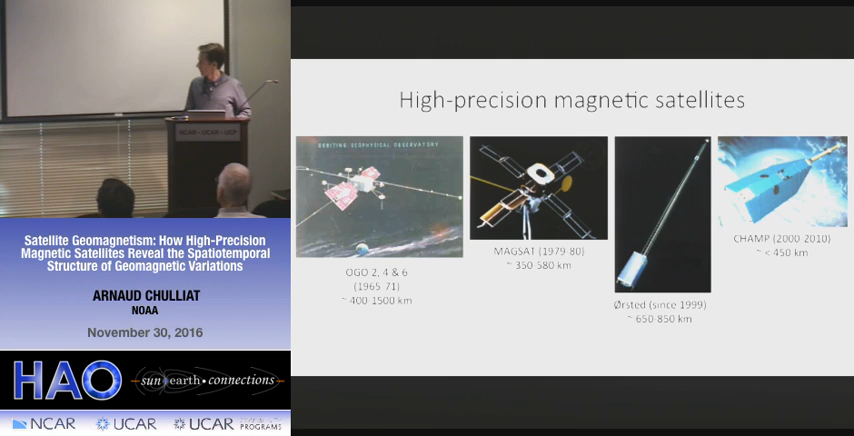 NCAR - UCAR - UCP
Satellite Geomagnetism: How High-Precision
Magnetic Satellites Reveal the Spatiotemporal
Structure of Geomagnetic Variations
ARNAUD CHULLIAT
NOAA
November 30, 2016
HAO
sun earth • connections
NCAR UCAR UCAR
PROGRAMS
High-precision magnetic satellites
ORBITING GEOPHYSICAL OBSERVATORY
OGO 2, 4 & 6
(1965-71)
~ 400-1500 km
MAGSAT (1979-80)
~ 350-580 km
Ørsted (since 1999)
~ 650-850 km
CHAMP (2000-2010)
~ < 450 km